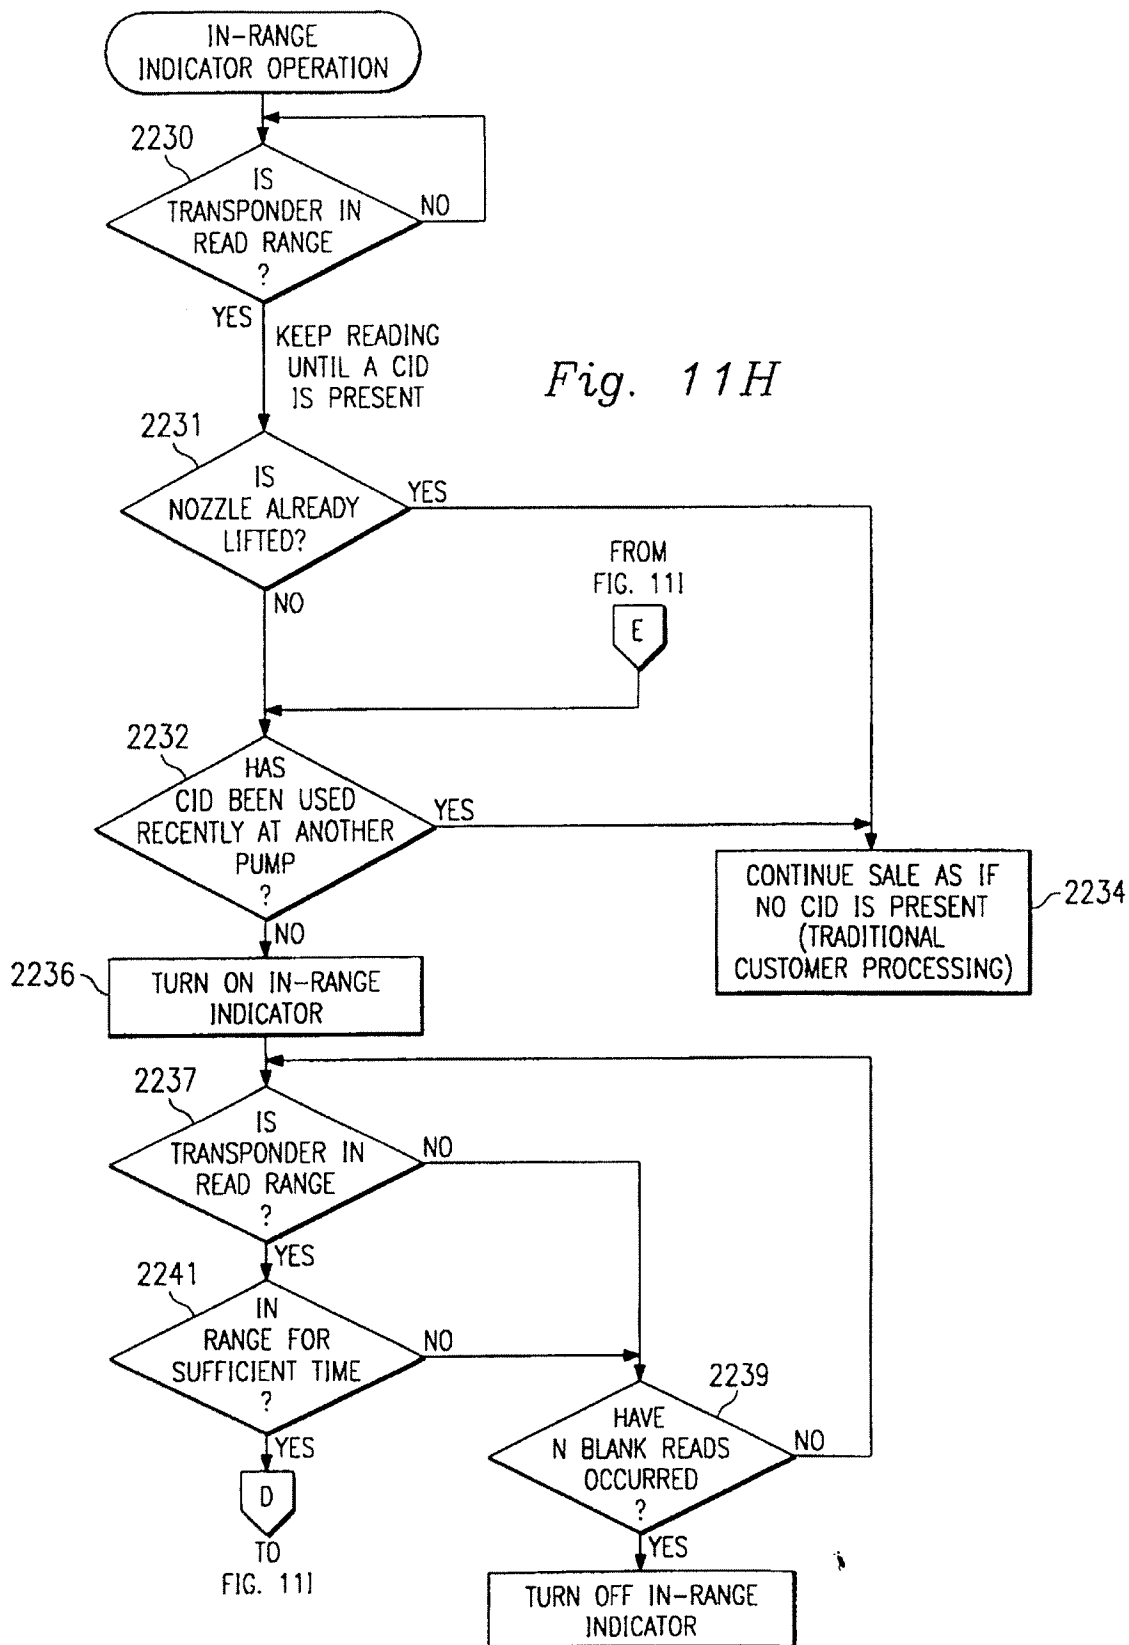 IN-RANGE
INDICATOR OPERATION
2230
IS
TRANSPONDER IN
READ RANGE
?
NO
YES
KEEP READING
UNTIL A CID
IS PRESENT
Fig. 11H
2231
IS
NOZZLE ALREADY
LIFTED?
YES
NO
FROM
FIG. 11I
E
2232
HAS
CID BEEN USED
RECENTLY AT ANOTHER
PUMP
?
YES
NO
CONTINUE SALE AS IF
NO CID IS PRESENT
(TRADITIONAL
CUSTOMER PROCESSING)
2234
2236
TURN ON IN-RANGE
INDICATOR
2237
IS
TRANSPONDER IN
READ RANGE
?
NO
YES
2241
IN
RANGE FOR
SUFFICIENT TIME
?
NO
YES
D
TO
FIG. 11I
2239
HAVE
N BLANK READS
OCCURRED
?
NO
YES
TURN OFF IN-RANGE
INDICATOR